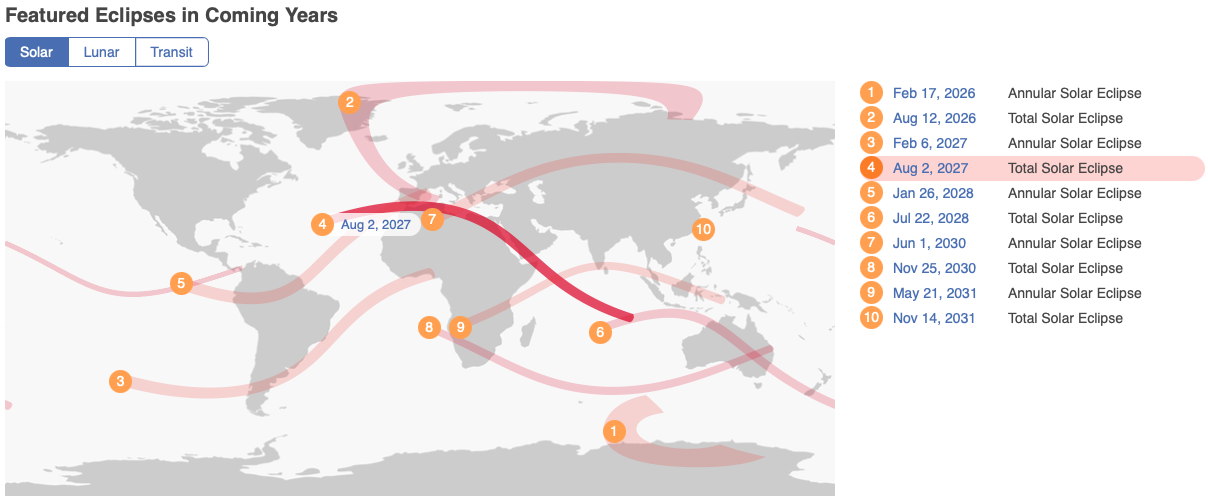 Featured Eclipses in Coming Years
Solar Lunar Transit
2
4 Aug 2, 2027 7
10
5
8 9
6
3
1
1 Feb 17, 2026 Annular Solar Eclipse
2 Aug 12, 2026 Total Solar Eclipse
3 Feb 6, 2027 Annular Solar Eclipse
4 Aug 2, 2027 Total Solar Eclipse
5 Jan 26, 2028 Annular Solar Eclipse
6 Jul 22, 2028 Total Solar Eclipse
7 Jun 1, 2030 Annular Solar Eclipse
8 Nov 25, 2030 Total Solar Eclipse
9 May 21, 2031 Annular Solar Eclipse
10 Nov 14, 2031 Total Solar Eclipse